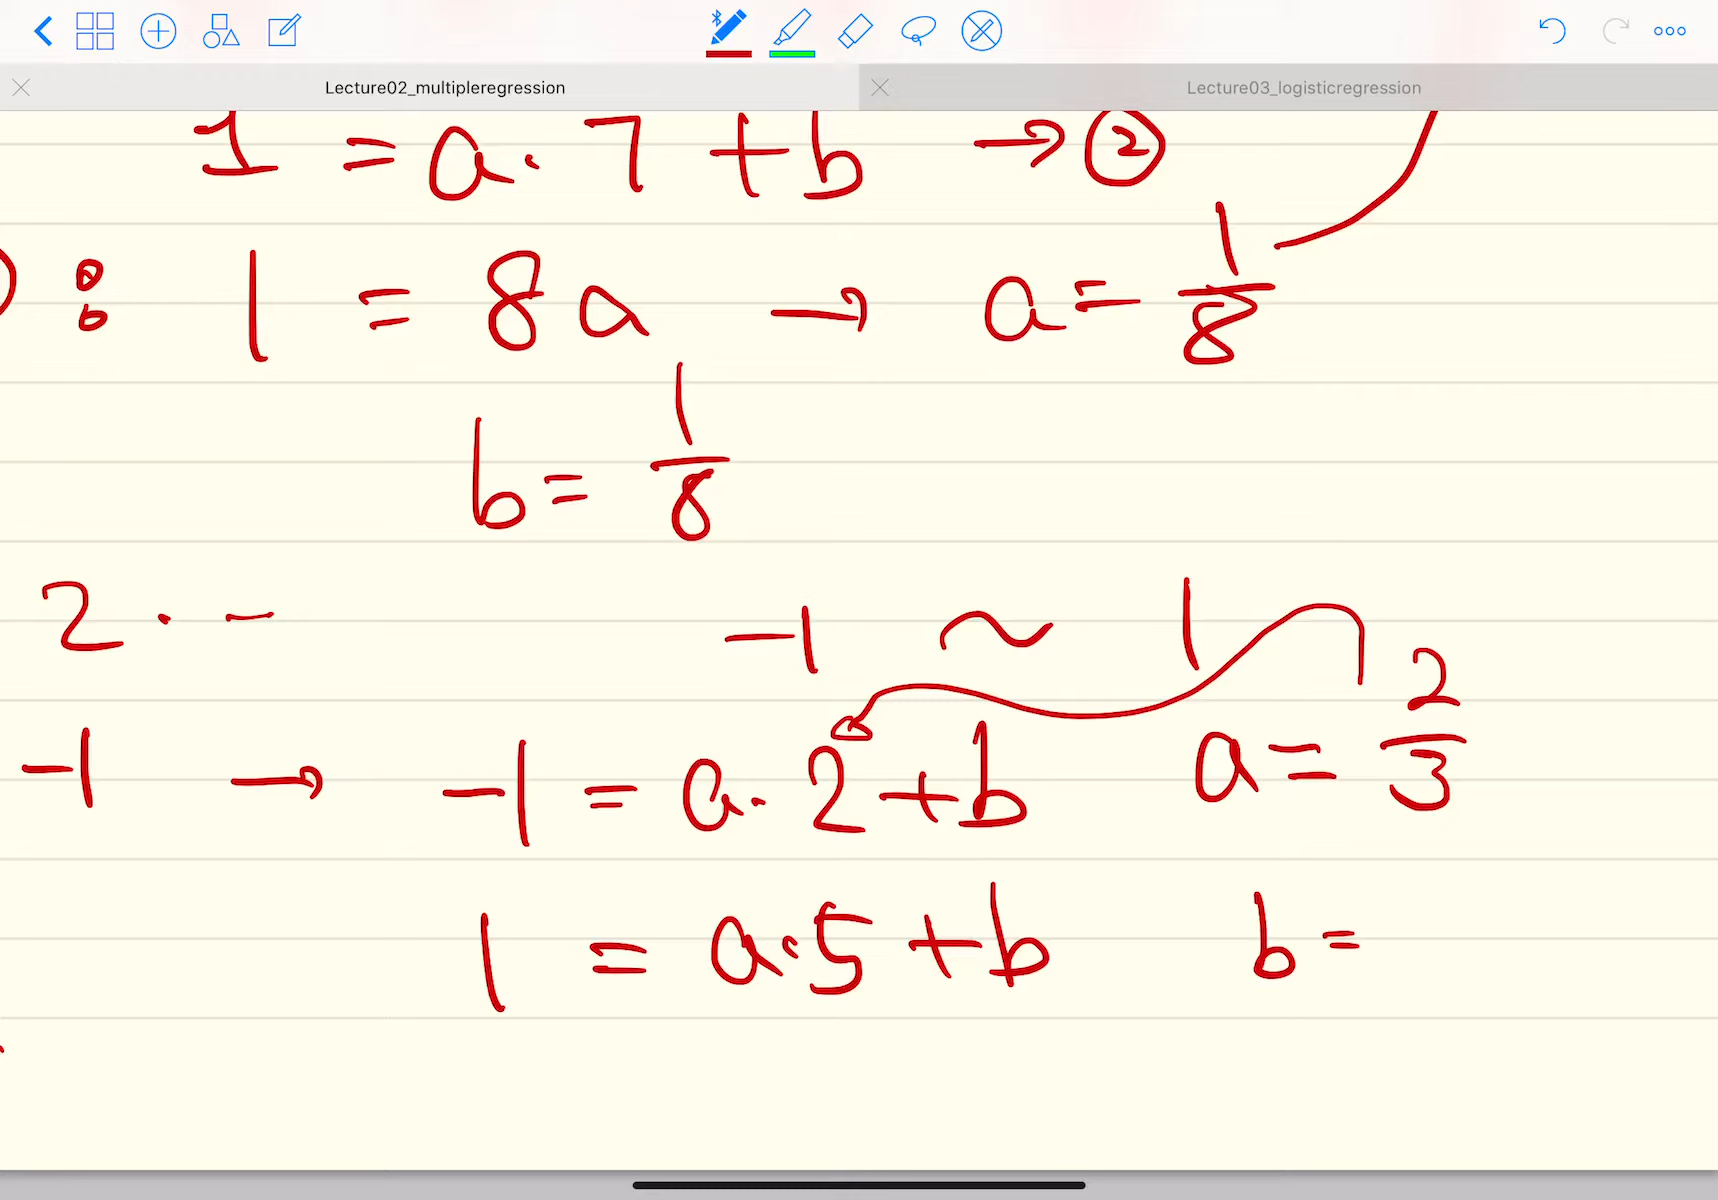 Lecture02_multipleregression Lecture03_logisticregression
1 = a · 7 + b → ②
: 1 = 8a → a = 1/8
b = 1/8
2 · - -1 ~ 1
-1 → -1 = a · 2 + b a = 2/3
1 = a · 5 + b b =